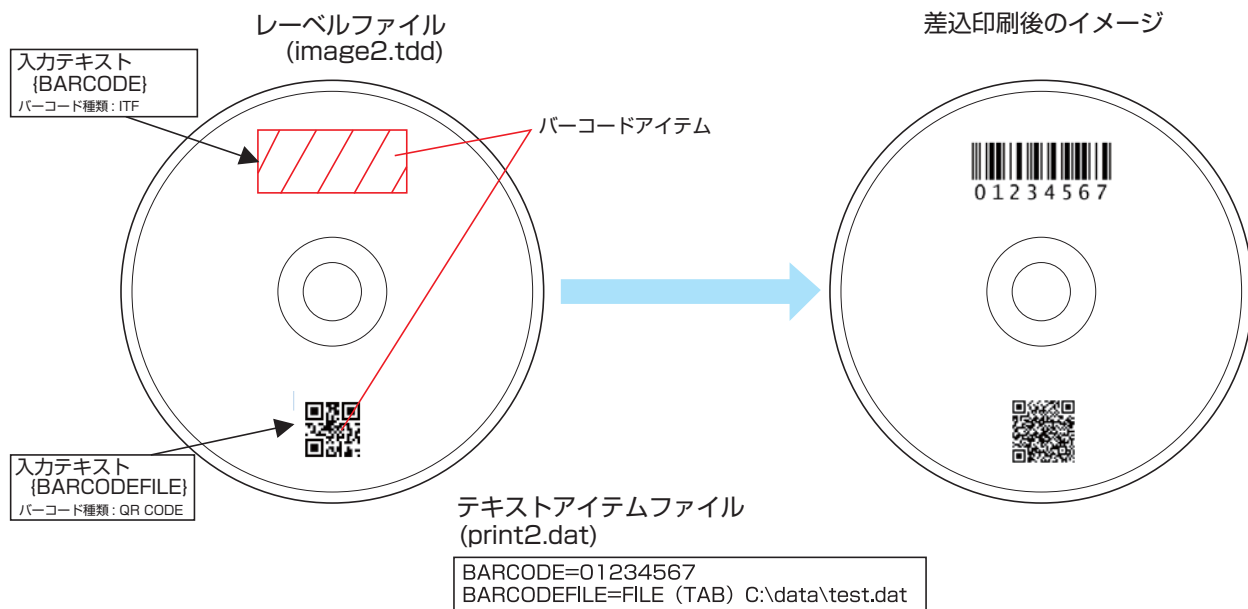 レーベルファイル
(image2.tdd)
差込印刷後のイメージ
入力テキスト
{BARCODE}
バーコード種類 : ITF
バーコードアイテム
01234567
入力テキスト
{BARCODEFILE}
バーコード種類 : QR CODE
テキストアイテムファイル
(print2.dat)
BARCODE=01234567
BARCODEFILE=FILE（TAB）C:\data\test.dat